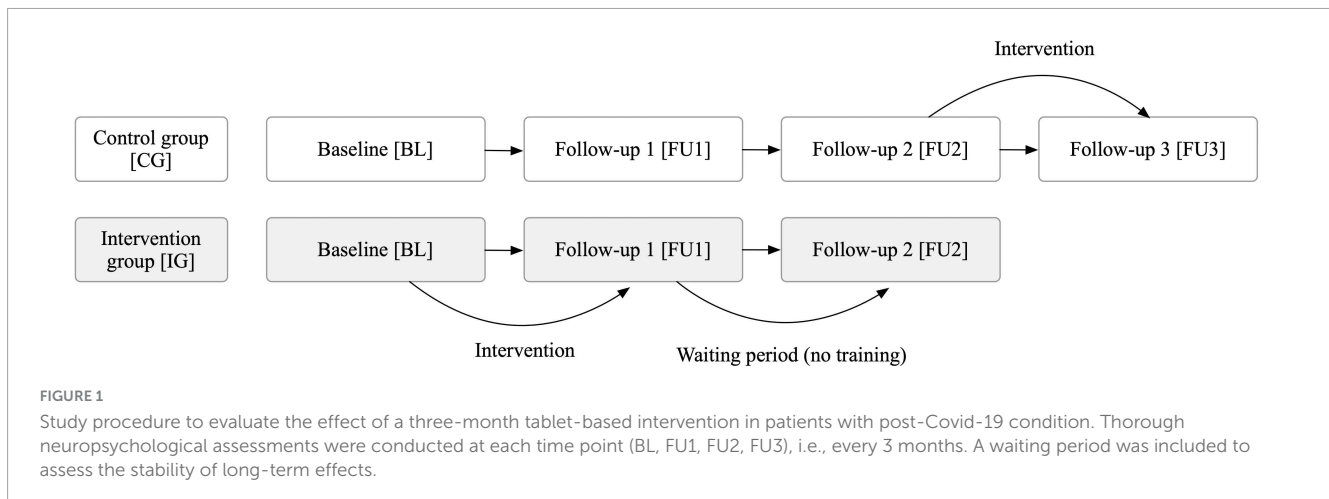 Intervention
Control group
[CG]
Baseline [BL]
Follow-up 1 [FU1]
Follow-up 2 [FU2]
Follow-up 3 [FU3]
Intervention
group [IG]
Baseline [BL]
Follow-up 1 [FU1]
Follow-up 2 [FU2]
Intervention
Waiting period (no training)
FIGURE 1
Study procedure to evaluate the effect of a three-month tablet-based intervention in patients with post-Covid-19 condition. Thorough
neuropsychological assessments were conducted at each time point (BL, FU1, FU2, FU3), i.e., every 3 months. A waiting period was included to
assess the stability of long-term effects.